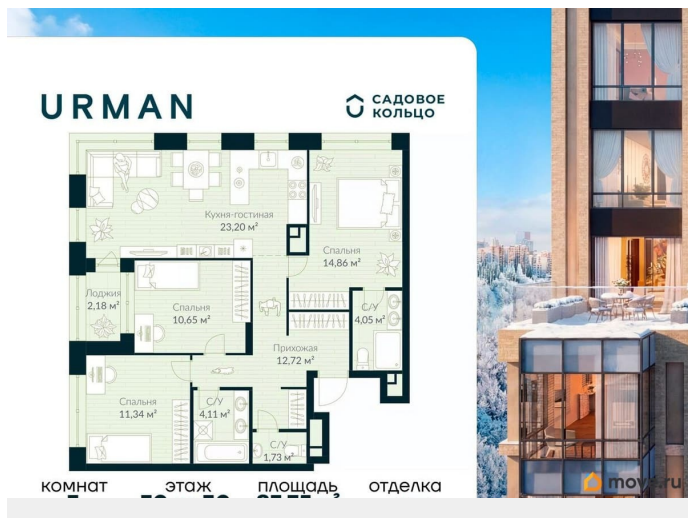 URMAN
САДОВОЕ
КОЛЬЦО
Кухня-гостиная
23,20 м²
Спальня
14,86 м²
Лоджия
2,18 м²
Спальня
10,65 м²
С/У
4,05 м²
Прихожая
12,72 м²
Спальня
11,34 м²
С/У
4,11 м²
С/У
1,73 м²
комнат этаж площадь отделка
move.ru